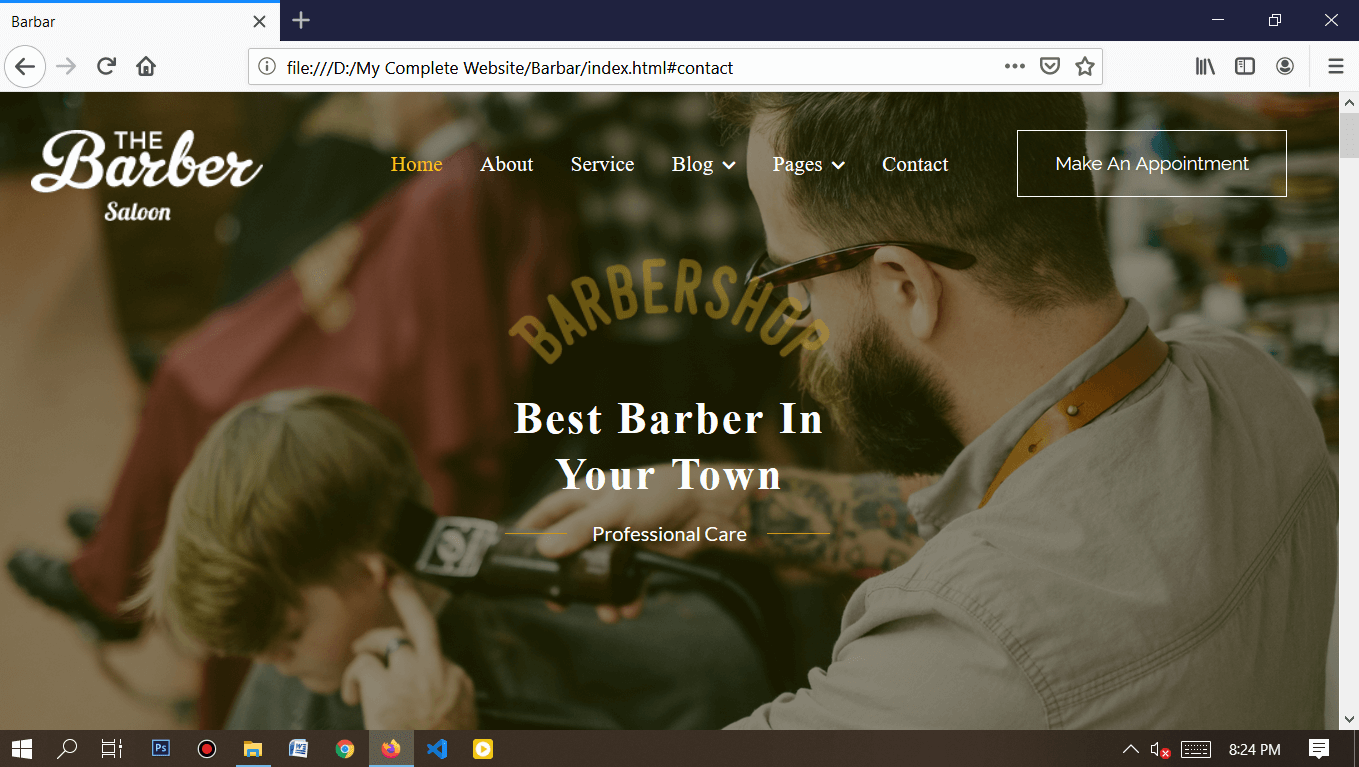 Barbar
file:///D:/My Complete Website/Barbar/index.html#contact
THE
Barber
Saloon
Home About Service Blog Pages Contact Make An Appointment
BARBERSHOP
Best Barber In
Your Town
Professional Care
Ps
8:24 PM